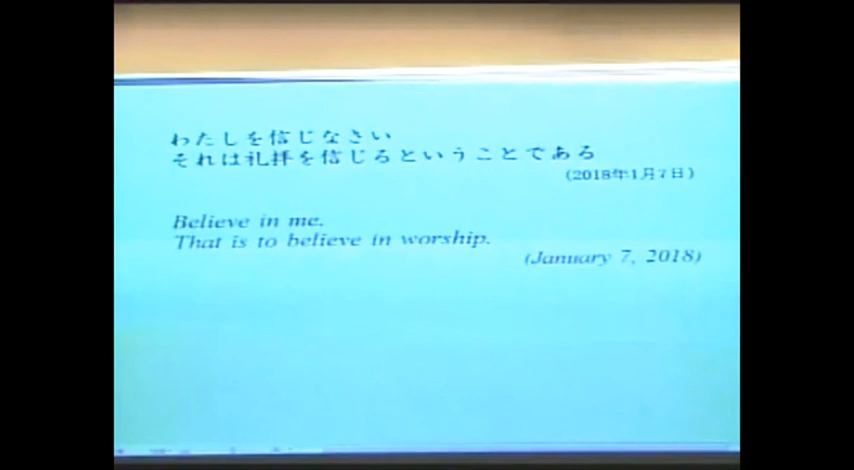 わたしを信じなさい
それは礼拝を信じるということである
(2018年1月7日)
Believe in me.
That is to believe in worship.
(January 7, 2018)